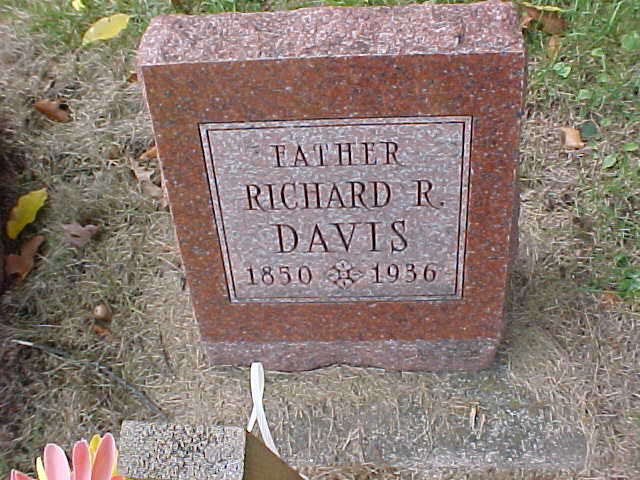 FATHER
RICHARD R.
DAVIS
1850 1936